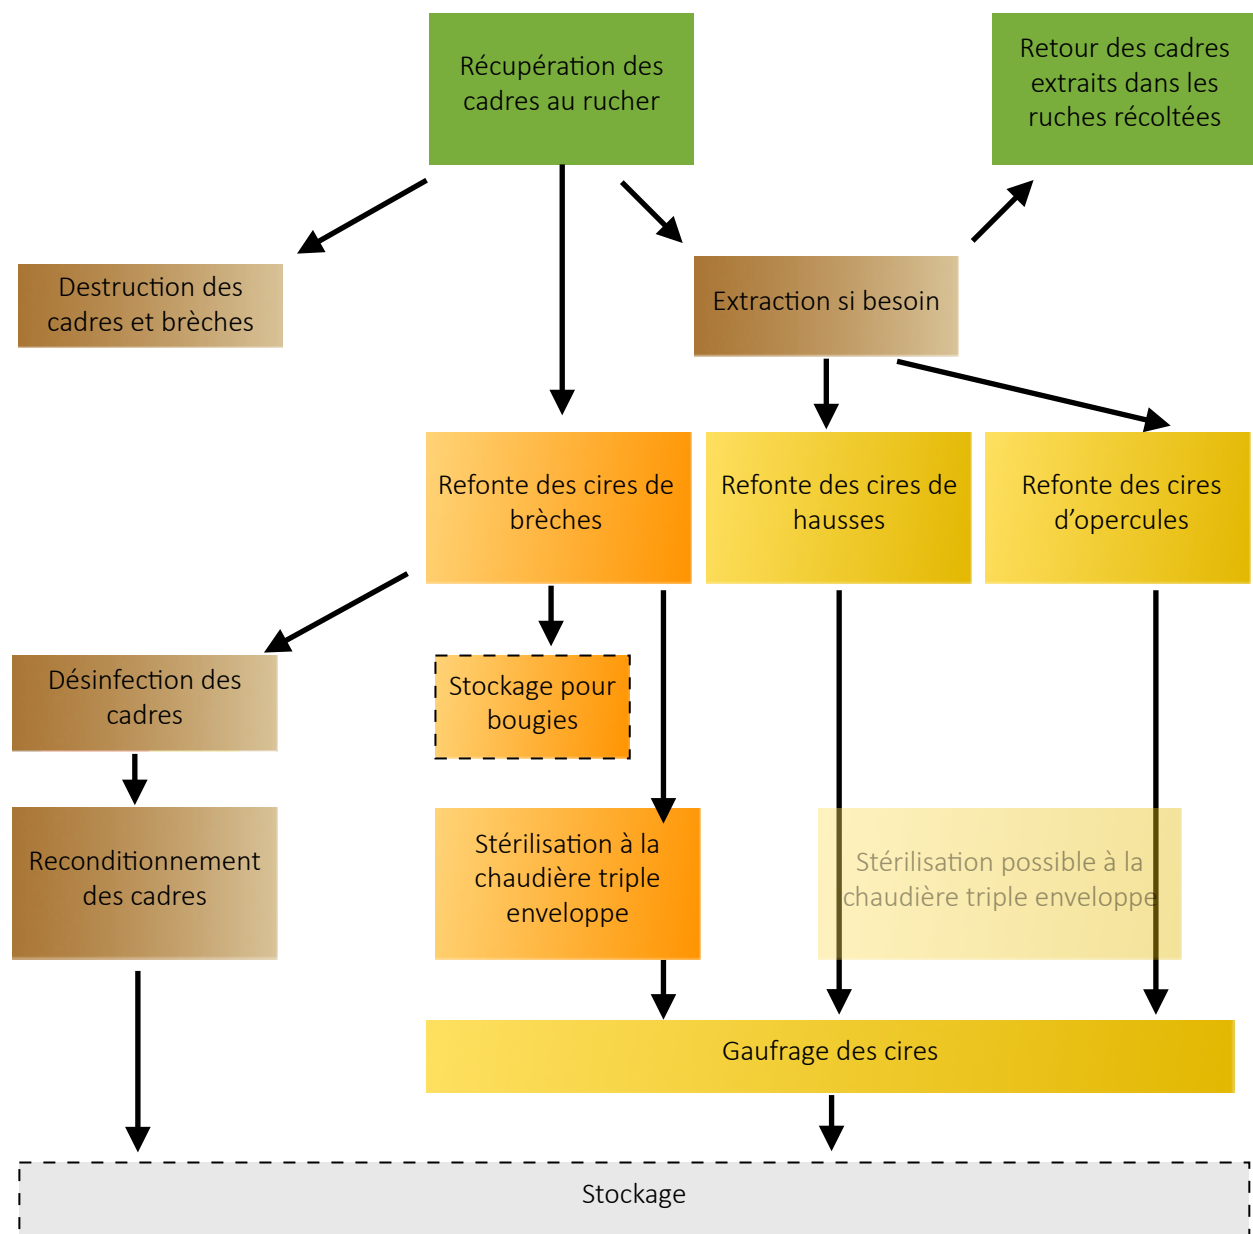 Récupération des
cadres au rucher
Retour des cadres
extraits dans les
ruches récoltées
Destruction des
cadres et brèches
Extraction si besoin
Refonte des cires de
brèches
Refonte des cires de
hausses
Refonte des cires
d’opercules
Désinfection des
cadres
Stockage pour
bougies
Reconditionnement
des cadres
Stérilisation à la
chaudière triple
enveloppe
Stérilisation possible à la
chaudière triple enveloppe
Gaufrage des cires
Stockage